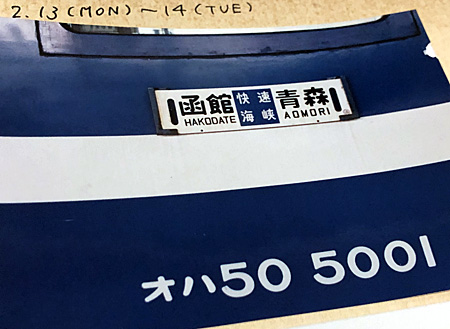 2.13(MON)～14(TUE)
函館 快速 青森
HAKODATE 海峡 AOMORI
オハ50 5001